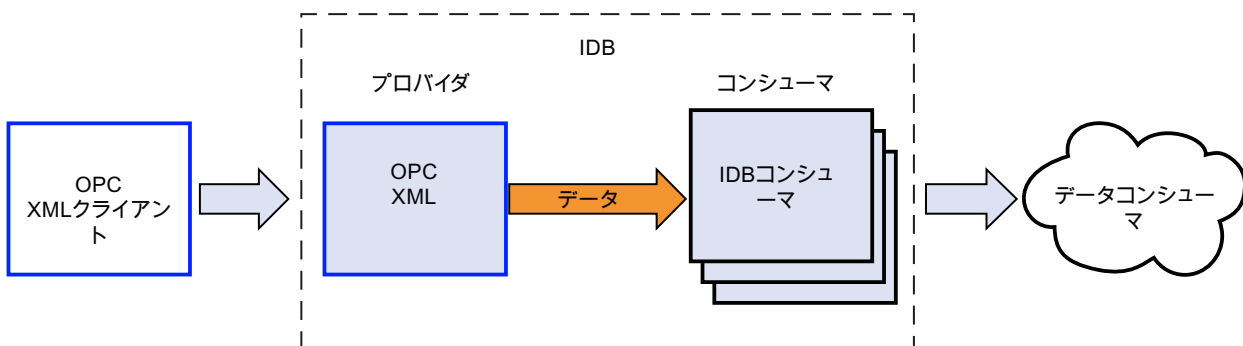 IDB
プロバイダ
コンシューマ
OPC
XMLクライアン
ト
OPC
XML
データ
IDBコンシュ
ーマ
データコンシュー
マ